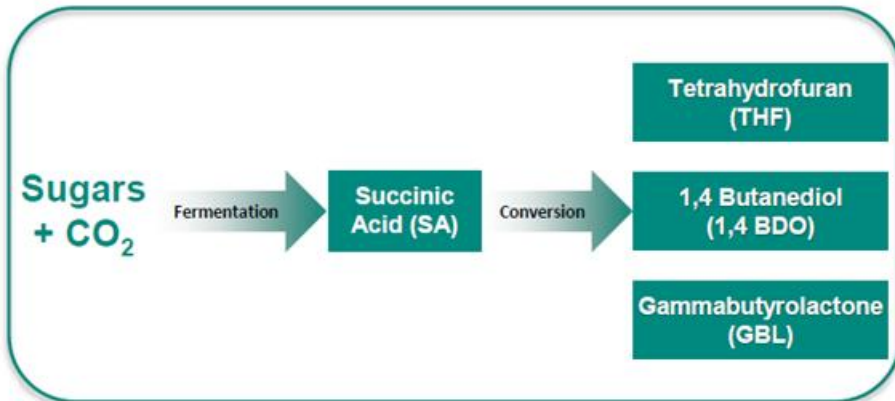 Sugars
+ CO₂
Fermentation
Succinic
Acid (SA)
Conversion
Tetrahydrofuran
(THF)
1,4 Butanediol
(1,4 BDO)
Gammabutyrolactone
(GBL)